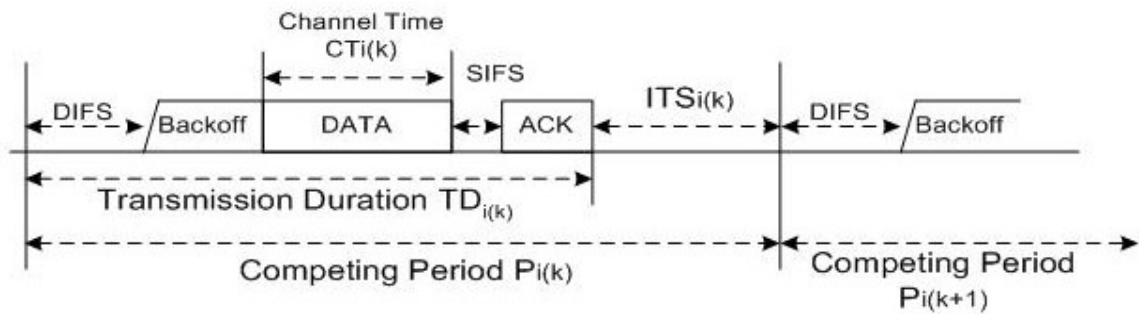 Channel Time
CTi(k)
SIFS
ITSi(k)
DIFS
Backoff
DATA
ACK
DIFS
Backoff
Transmission Duration TDi(k)
Competing Period Pi(k)
Competing Period
Pi(k+1)